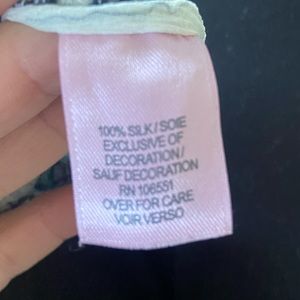 100% SILK / SOIE
EXCLUSIVE OF
DECORATION /
SAUF DECORATION
RN 106551
OVER FOR CARE
VOIR VERSO